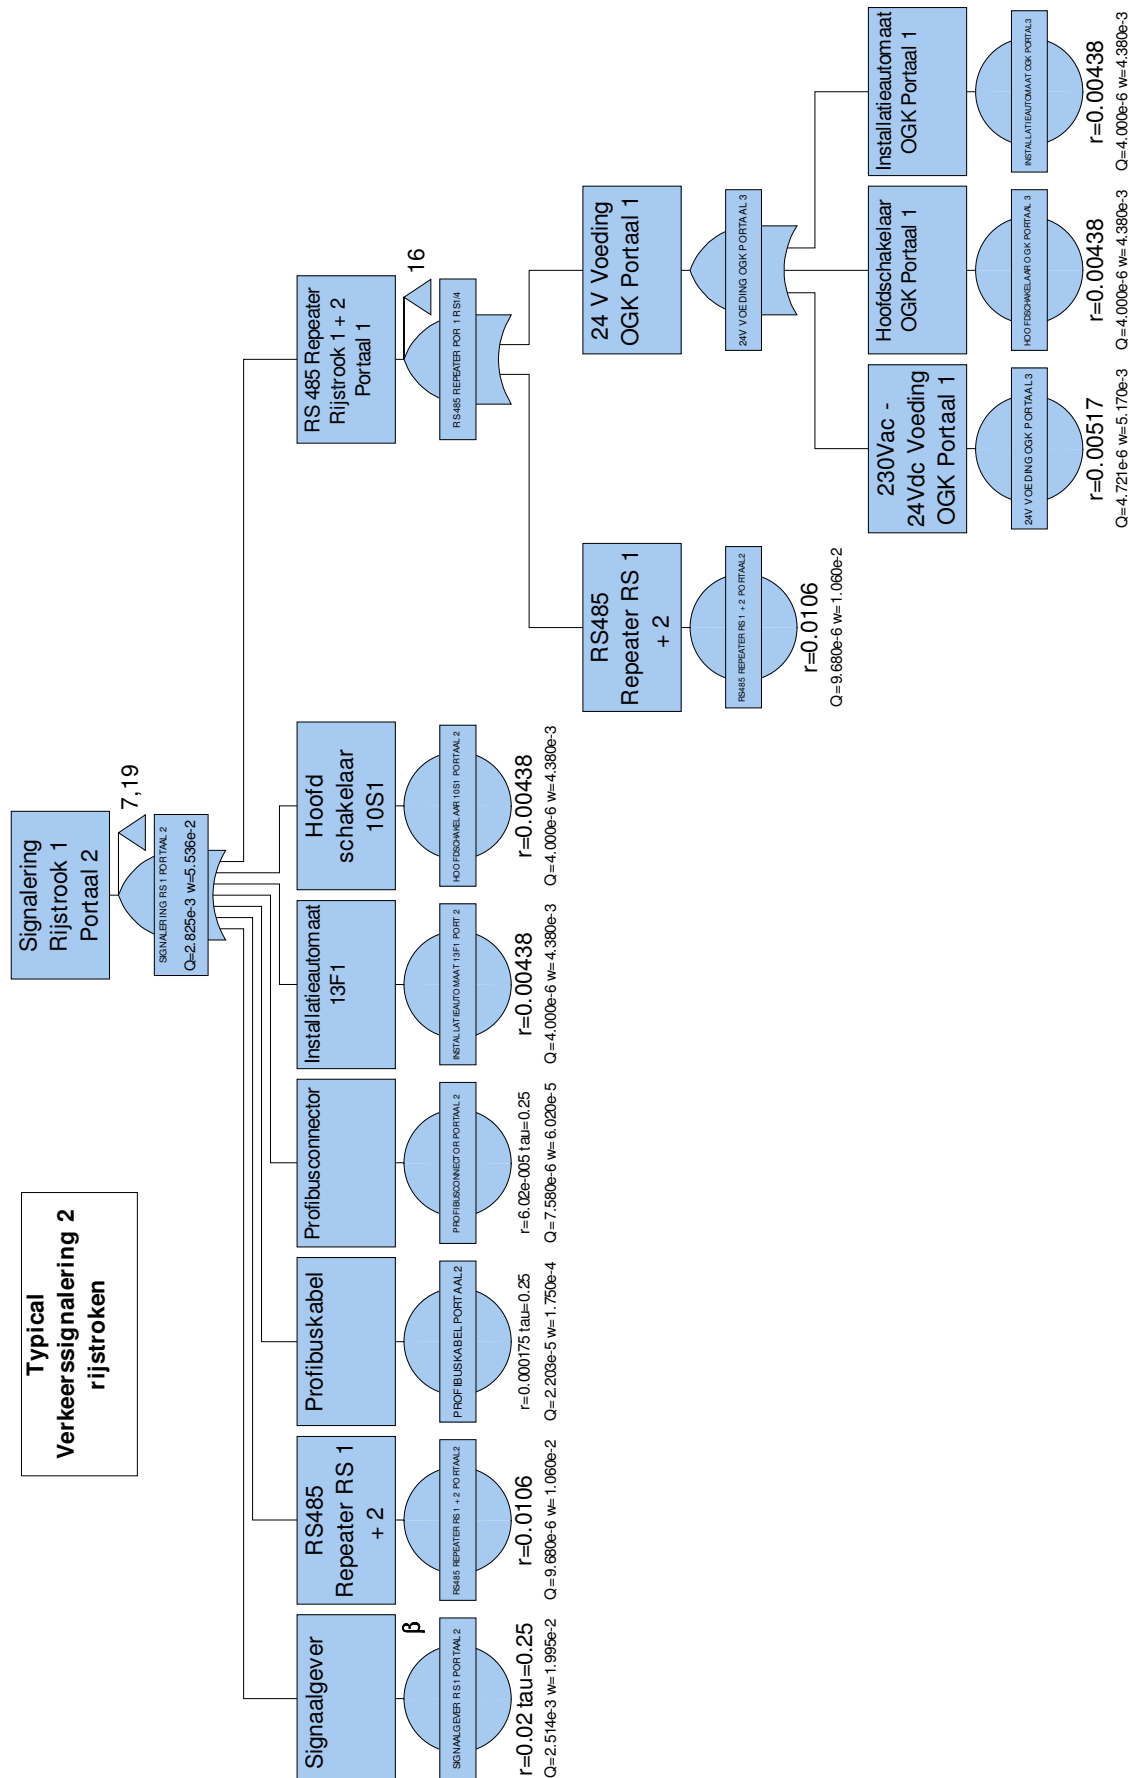 Typical
Verkeerssignalering 2
rijstroken
Signalering
Rijstrook 1
Portaal 2
7,19
SIGNALERING RS 1 PORTAAL 2
Q=2.825e-3 w=5.536e-2
Signaalgever
β
SIGNAALGEVER RS1 PORTAAL 2
r=0.02 tau=0.25
Q=2.514e-3 w=1.995e-2
RS485
Repeater RS 1
+ 2
RS485 REPEATER RS 1 + 2 PORTAAL2
r=0.0106
Q=9.680e-6 w=1.060e-2
Profibuskabel
PROFIBUSKABEL PORTAAL 2
r=0.000175 tau=0.25
Q=2.203e-5 w=1.750e-4
Profibusconnector
PROFIBUSCONNECTOR PORTAAL 2
r=6.02e-005 tau=0.25
Q=7.580e-6 w=6.020e-5
Installatieautomaat
13F1
INSTALLATIEAUTOMAAT 13F1 PORT 2
r=0.00438
Q=4.000e-6 w=4.380e-3
Hoofd
schakelaar
10S1
HOOFDSCHAKELAAR 10S1 PORTAAL 2
r=0.00438
Q=4.000e-6 w=4.380e-3
RS 485 Repeater
Rijstrook 1 + 2
Portaal 1
16
RS485 REPEATER POR 1 RS1/4
RS485
Repeater RS 1
+ 2
RS485 REPEATER RS 1 + 2 PORTAAL2
r=0.0106
Q=9.680e-6 w=1.060e-2
24 V Voeding
OGK Portaal 1
24V VOEDING OGK PORTAAL 3
230Vac -
24Vdc Voeding
OGK Portaal 1
24V VOEDING OGK PORTAAL 3
r=0.00517
Q=4.721e-6 w=5.170e-3
Hoofdschakelaar
OGK Portaal 1
HOOFDSCHAKELAAR OGK PORTAAL 3
r=0.00438
Q=4.000e-6 w=4.380e-3
Installatieautomaat
OGK Portaal 1
INSTALLATIEAUTOMAAT OGK PORTAL3
r=0.00438
Q=4.000e-6 w=4.380e-3